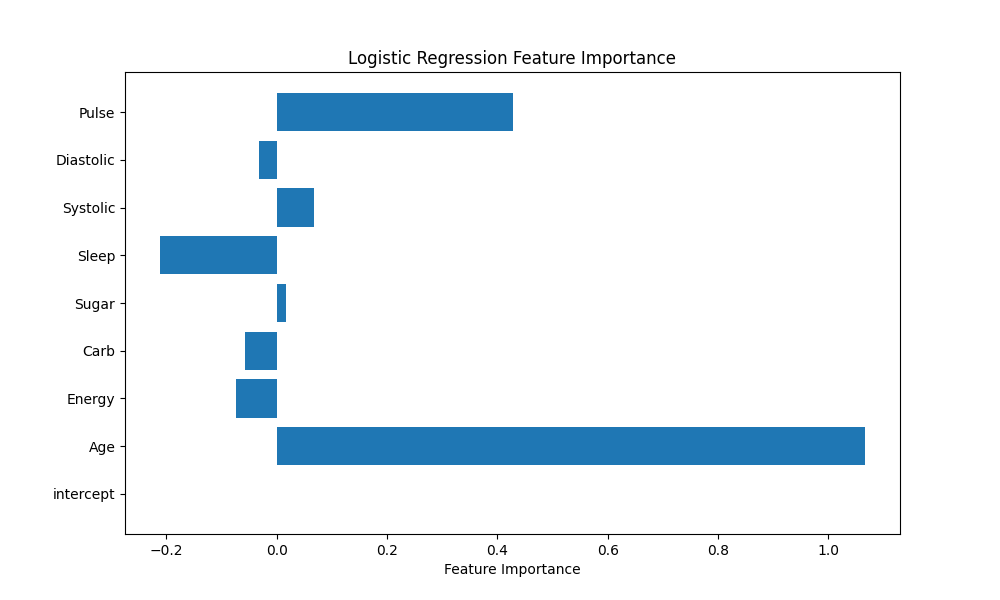 Logistic Regression Feature Importance
Pulse
Diastolic
Systolic
Sleep
Sugar
Carb
Energy
Age
intercept
−0.2 0.0 0.2 0.4 0.6 0.8 1.0
Feature Importance